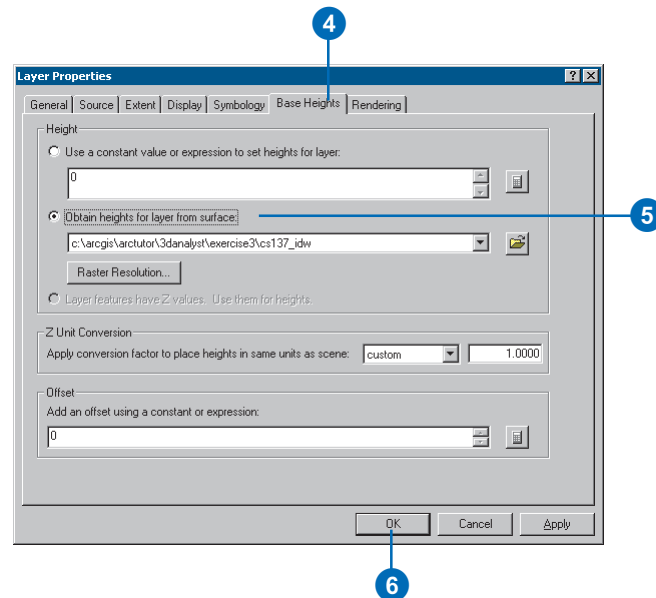 4
Layer Properties
General Source Extent Display Symbology Base Heights Rendering
Height
Use a constant value or expression to set heights for layer:
0
Obtain heights for layer from surface:
5
c:\arcgis\arctutor\3danalyst\exercise3\cs137_idw
Raster Resolution...
Layer features have Z values. Use them for heights.
Z Unit Conversion
Apply conversion factor to place heights in same units as scene: custom 1.0000
Offset
Add an offset using a constant or expression:
0
OK Cancel Apply
6